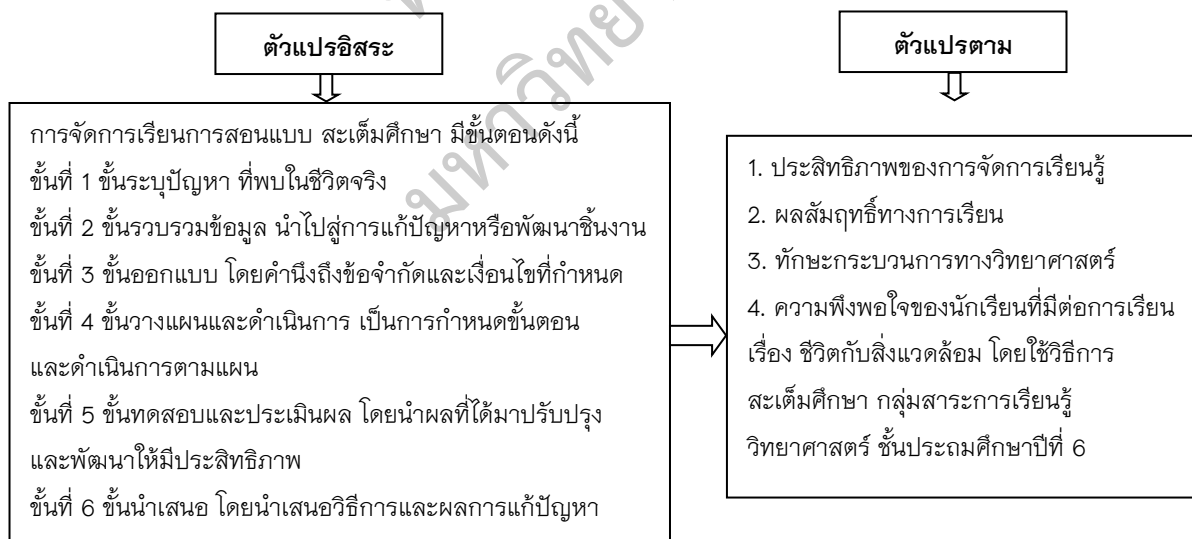 ตัวแปรอิสระ
การจัดการเรียนการสอนแบบ สะเต็มศึกษา มีขั้นตอนดังนี้
ขั้นที่ 1 ขั้นระบุปัญหา ที่พบในชีวิตจริง
ขั้นที่ 2 ขั้นรวบรวมข้อมูล นำไปสู่การแก้ปัญหาหรือพัฒนาชิ้นงาน
ขั้นที่ 3 ขั้นออกแบบ โดยคำนึงถึงข้อจำกัดและเงื่อนไขที่กำหนด
ขั้นที่ 4 ขั้นวางแผนและดำเนินการ เป็นการกำหนดขั้นตอน
และดำเนินการตามแผน
ขั้นที่ 5 ขั้นทดสอบและประเมินผล โดยนำผลที่ได้มาปรับปรุง
และพัฒนาให้มีประสิทธิภาพ
ขั้นที่ 6 ขั้นนำเสนอ โดยนำเสนอวิธีการและผลการแก้ปัญหา
ตัวแปรตาม
1. ประสิทธิภาพของการจัดการเรียนรู้
2. ผลสัมฤทธิ์ทางการเรียน
3. ทักษะกระบวนการทางวิทยาศาสตร์
4. ความพึงพอใจของนักเรียนที่มีต่อการเรียน
เรื่อง ชีวิตกับสิ่งแวดล้อม โดยใช้วิธีการ
สะเต็มศึกษา กลุ่มสาระการเรียนรู้
วิทยาศาสตร์ ชั้นประถมศึกษาปีที่ 6
มหาวิทย